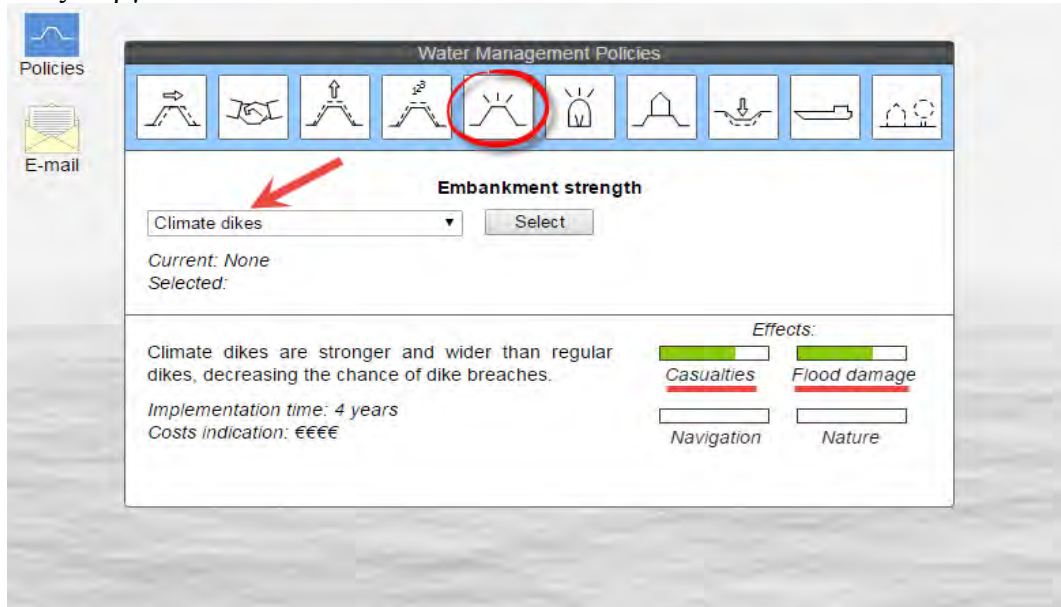 Policies
E-mail
Water Management Policies
123
Embankment strength
Climate dikes
Select
Current: None
Selected:
Climate dikes are stronger and wider than regular
dikes, decreasing the chance of dike breaches.
Implementation time: 4 years
Costs indication: €€€€
Effects:
Casualties Flood damage
Navigation Nature